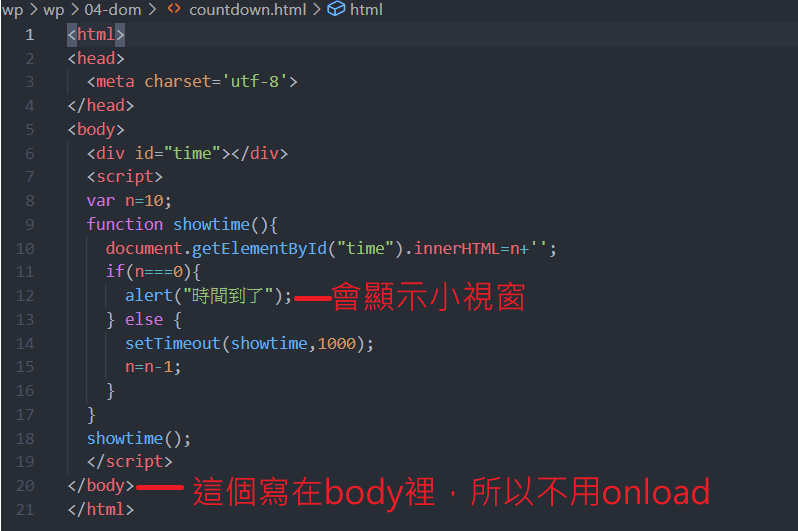 wp > wp > 04-dom > <> countdown.html > html
1 <html>
2 <head>
3 <meta charset='utf-8'>
4 </head>
5 <body>
6 <div id="time"></div>
7 <script>
8 var n=10;
9 function showtime(){
10 document.getElementById("time").innerHTML=n+'';
11 if(n===0){
12 alert("時間到了"); 會顯示小視窗
13 } else {
14 setTimeout(showtime,1000);
15 n=n-1;
16 }
17 }
18 showtime();
19 </script>
20 </body> 這個寫在body裡，所以不用onload
21 </html>